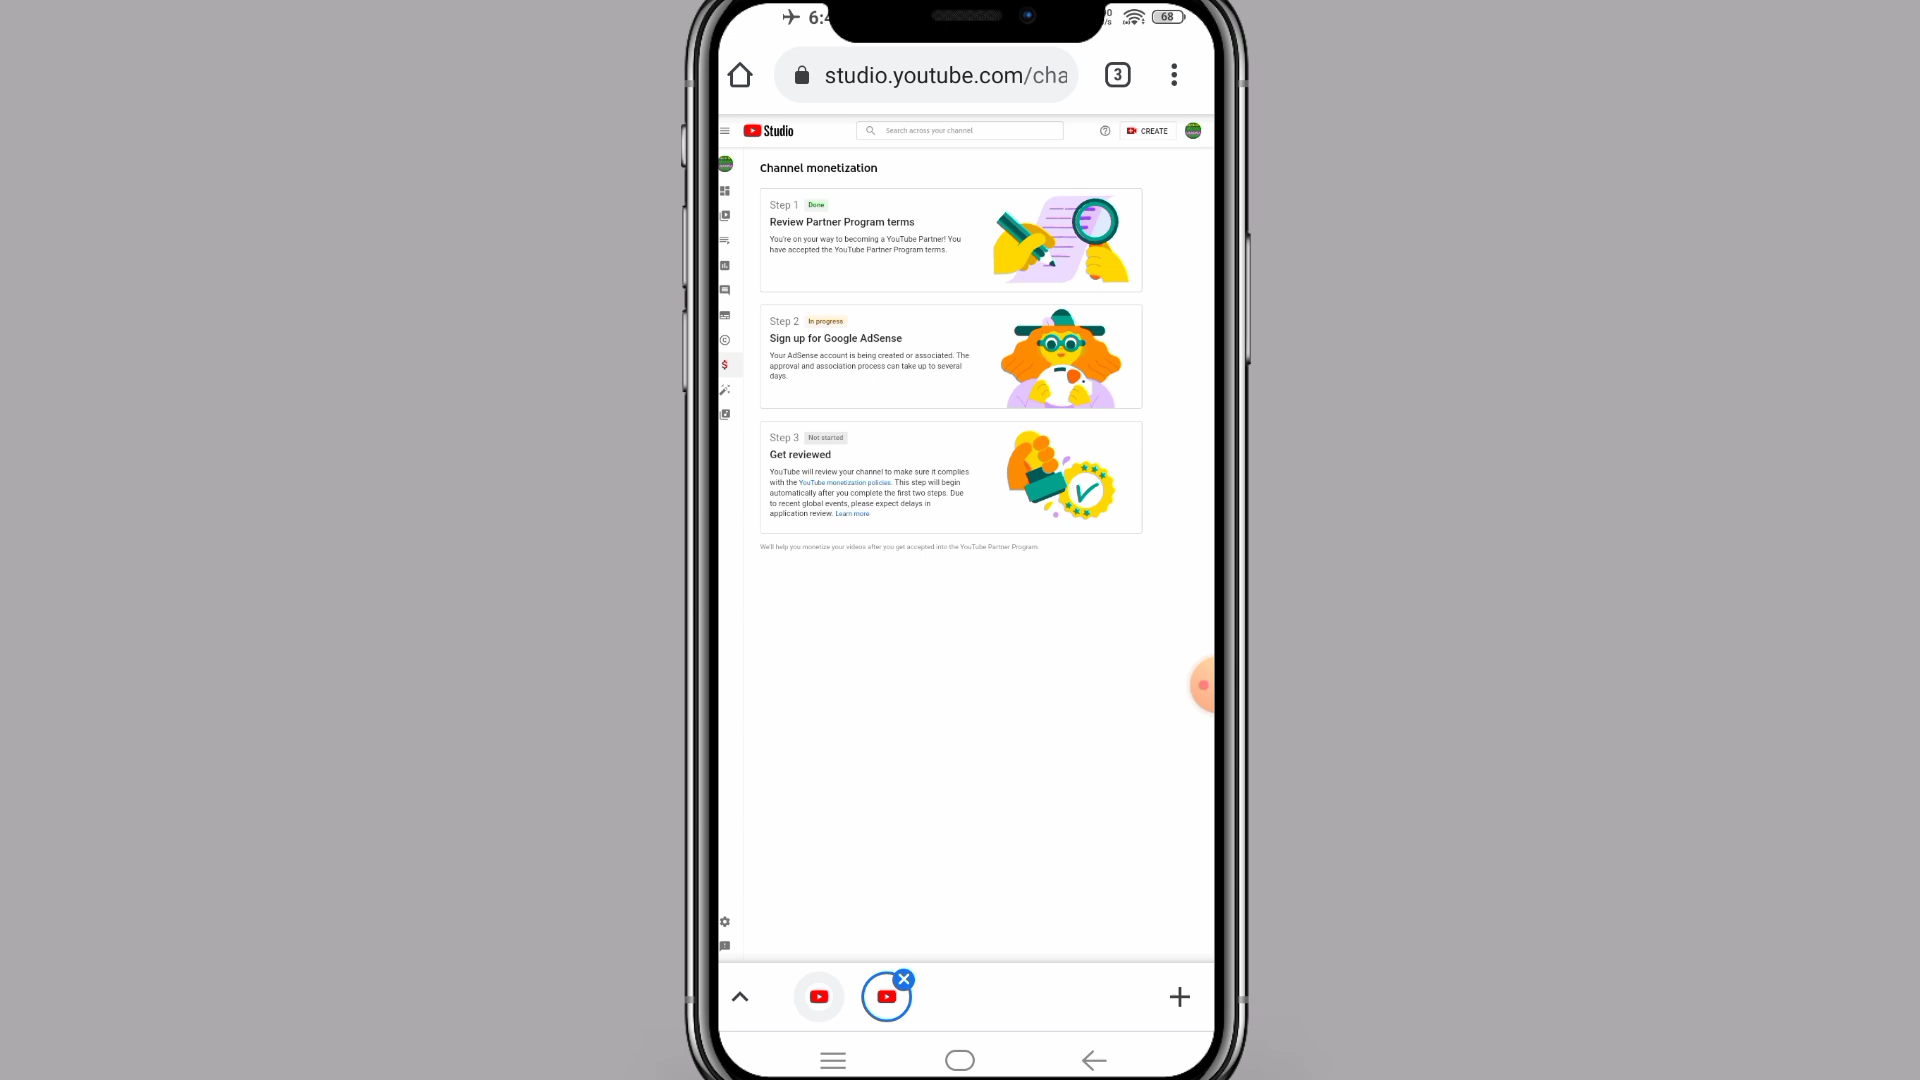 6:4
68
studio.youtube.com/cha
3
Studio
Search across your channel
CREATE
Channel monetization
Step 1 Done
Review Partner Program terms
You're on your way to becoming a YouTube Partner! You
have accepted the YouTube Partner Program terms.
Step 2 In progress
Sign up for Google AdSense
Your AdSense account is being created or associated. The
approval and association process can take up to several
days.
Step 3 Not started
Get reviewed
YouTube will review your channel to make sure it complies
with the YouTube monetization policies. This step will begin
automatically after you complete the first two steps. Due
to recent global events, please expect delays in
application review. Learn more
We'll help you monetize your videos after you get accepted into the YouTube Partner Program.